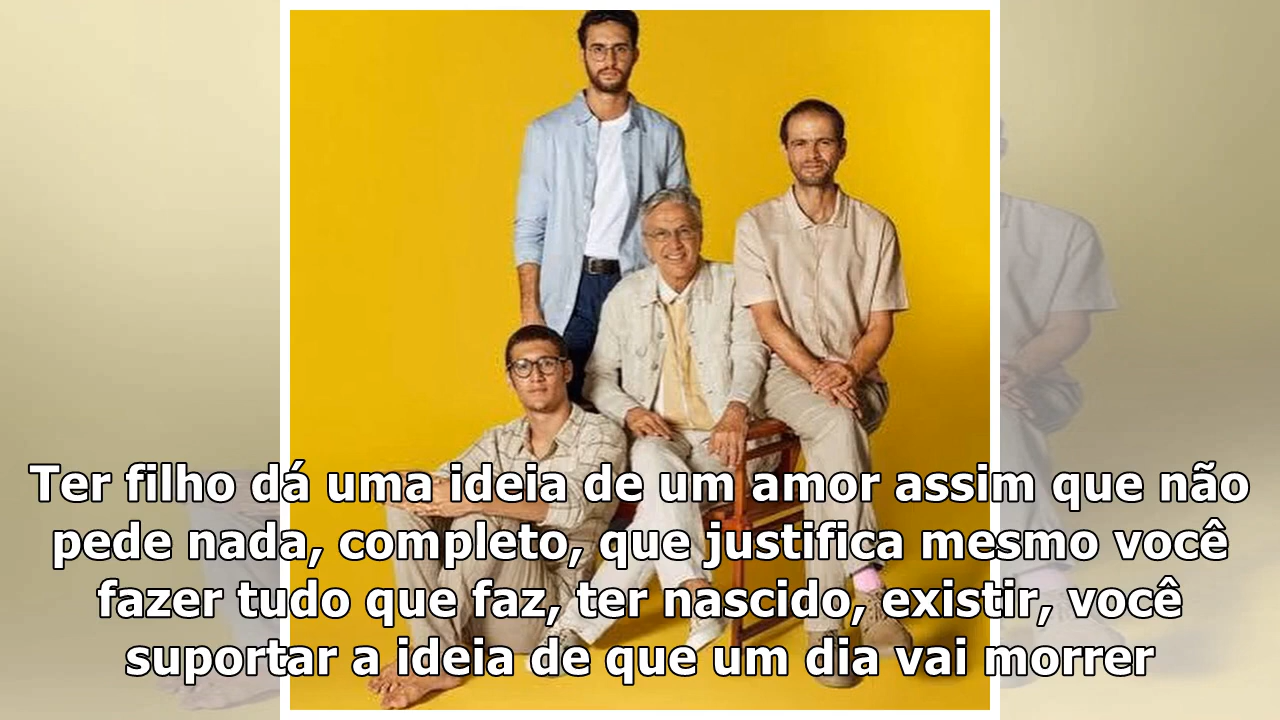 Ter filho dá uma ideia de um amor assim que não
pede nada, completo, que justifica mesmo você
fazer tudo que faz, ter nascido, existir, você
suportar a ideia de que um dia vai morrer